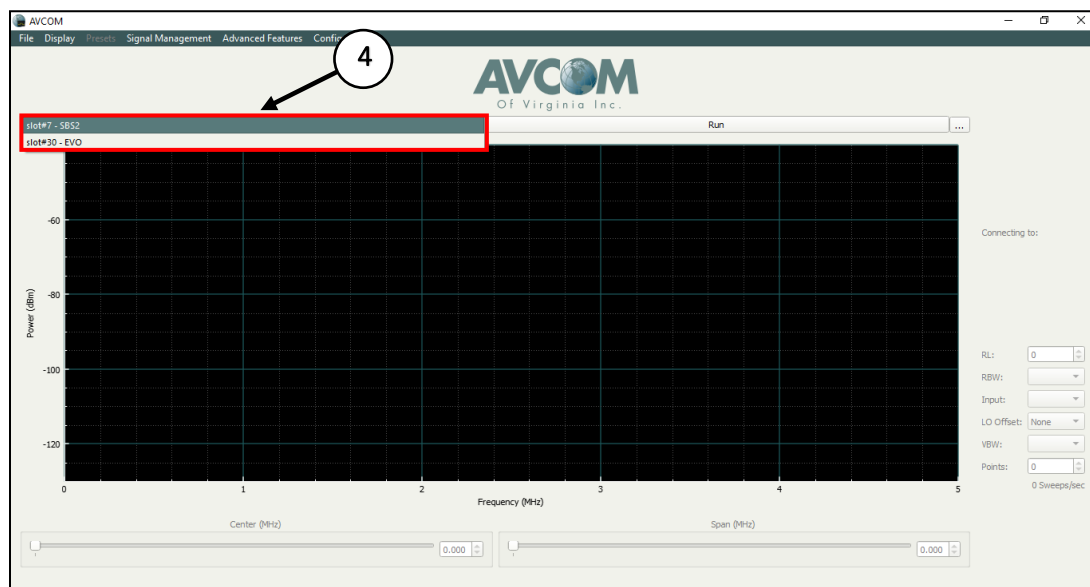 AVCOM
File Display Presets Signal Management Advanced Features
4
AVCOM
Of Virginia Inc.
slot#7 - SBS2
Run
...
slot#30 - EVO
-60
-80
-100
-120
Power (dBm)
0 1 2 3 4 5
Frequency (MHz)
Connecting to:
RL: 0
RBW:
Input:
LO Offset: None
VBW:
Points: 0
0 Sweeps/sec
Center (MHz)
0.000
Span (MHz)
0.000